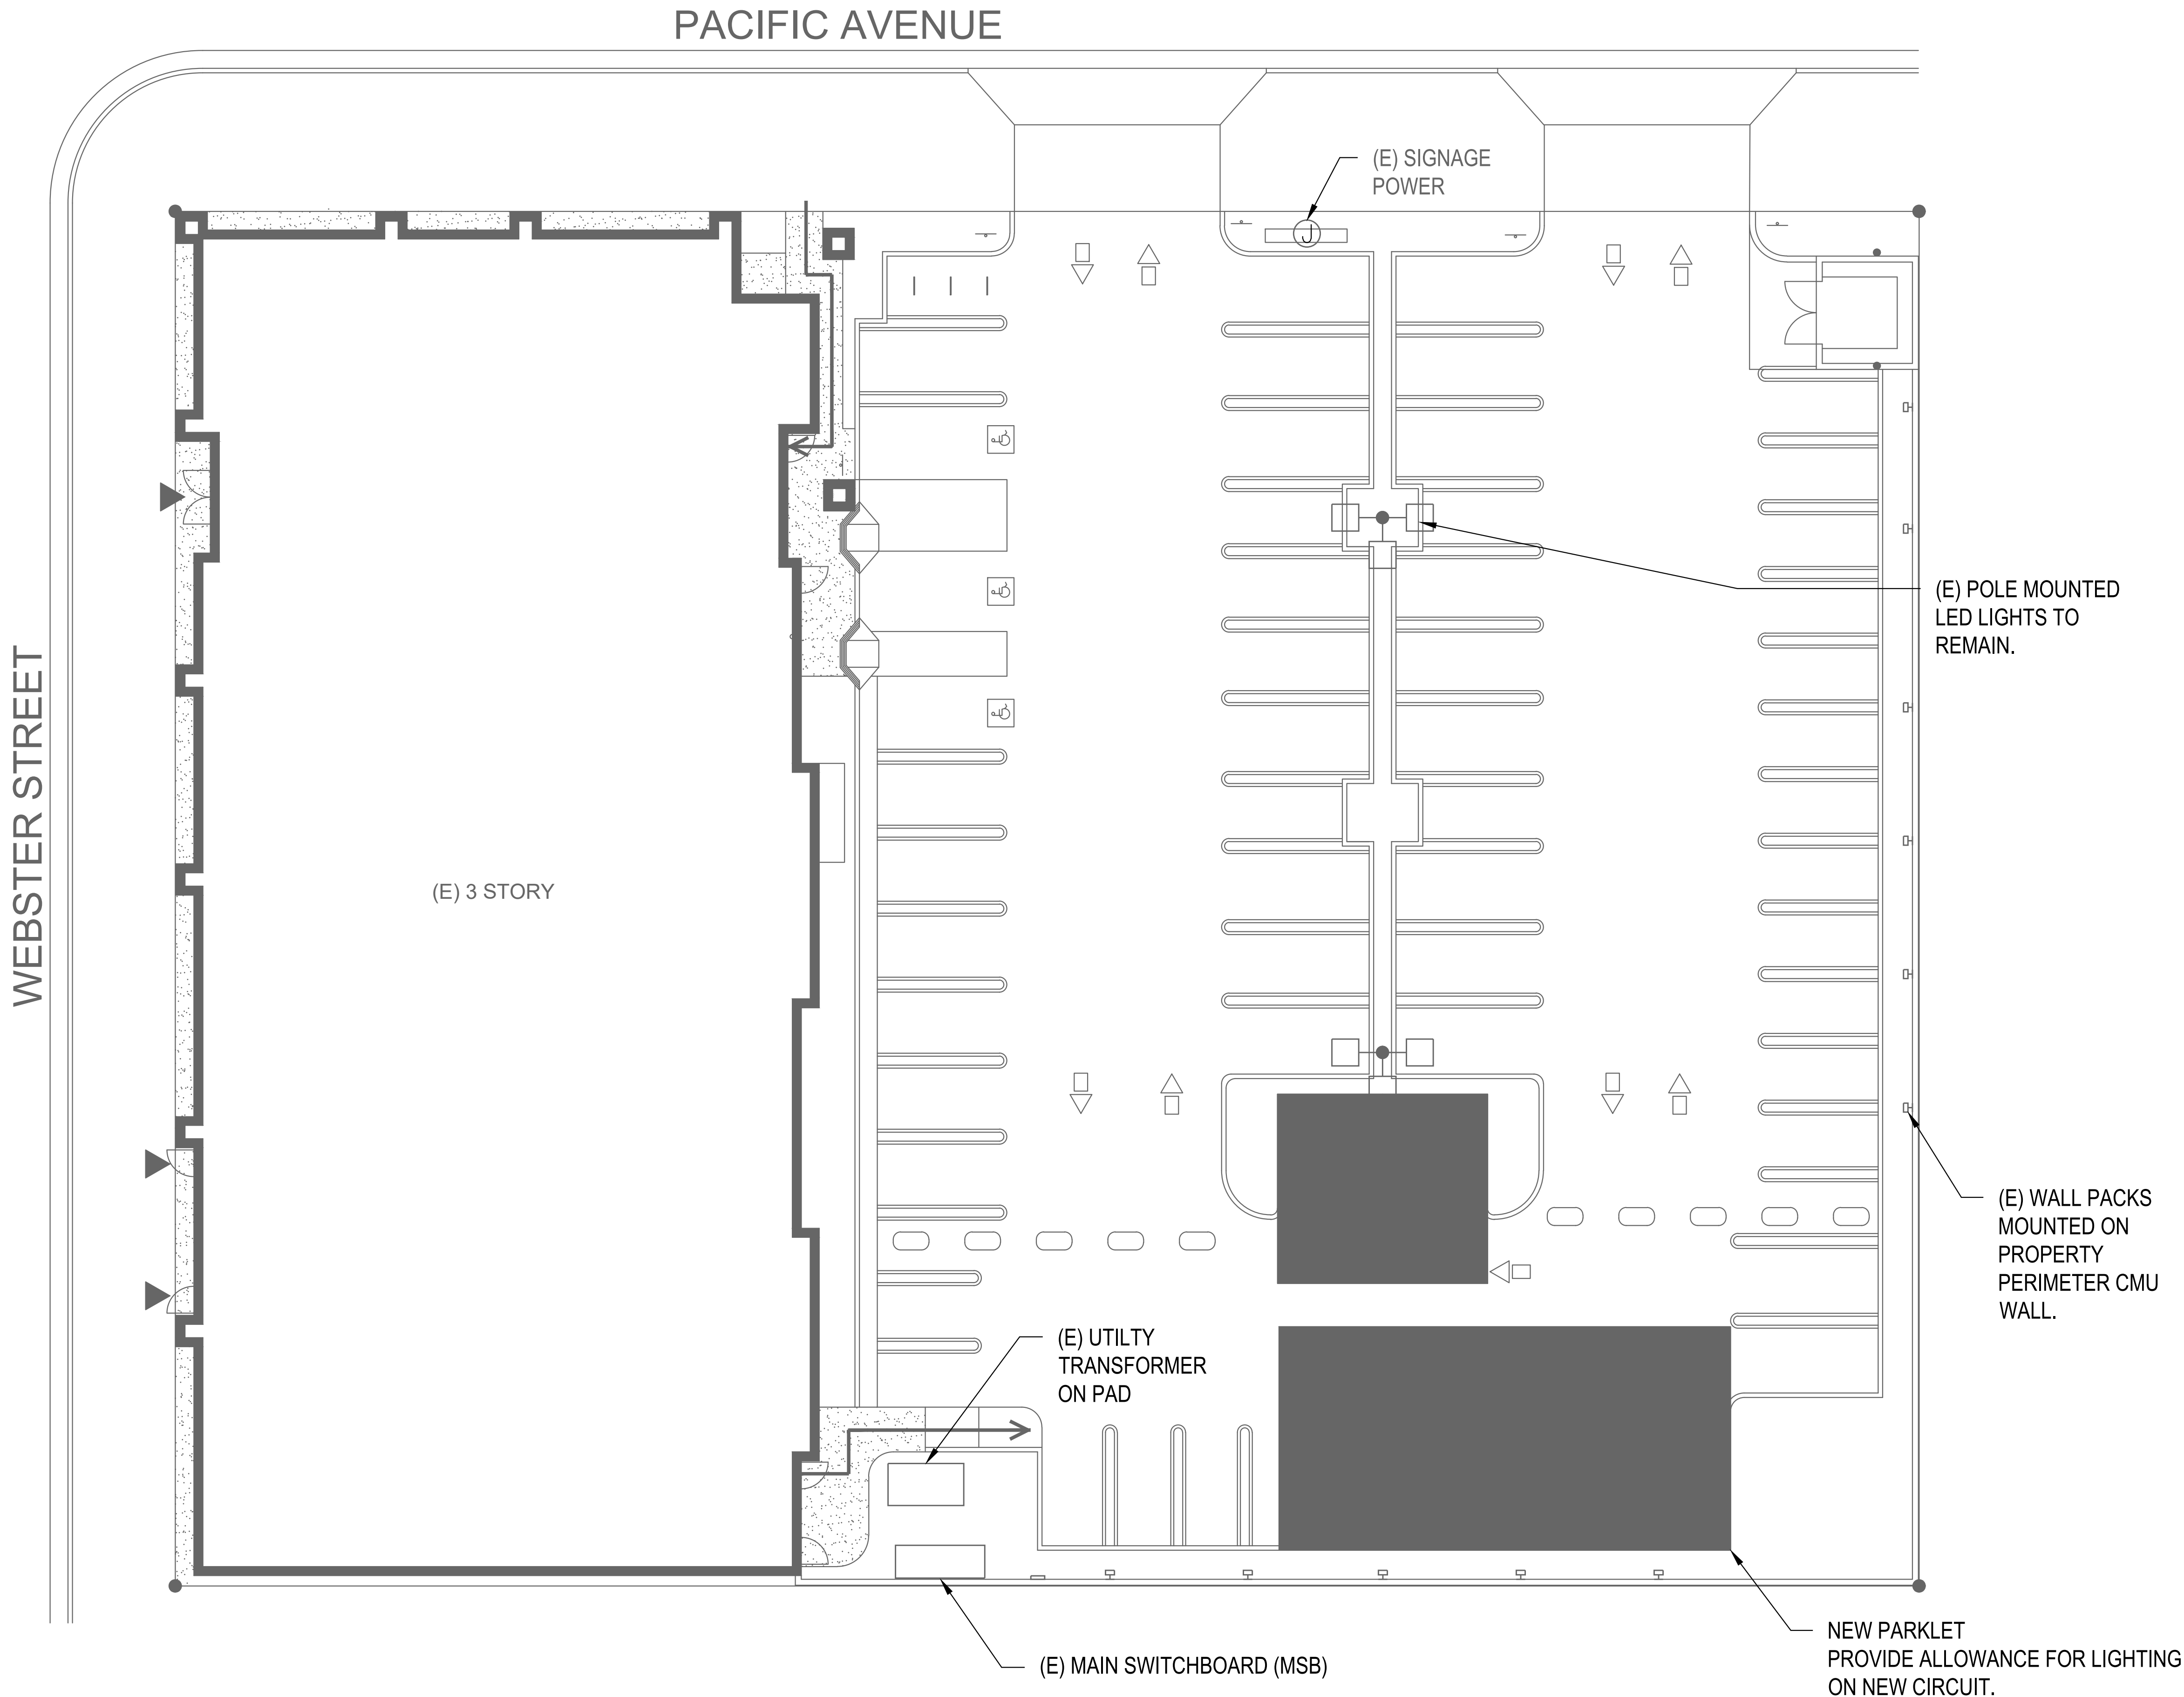 PACIFIC AVENUE
(E) SIGNAGE
POWER
J
(E) POLE MOUNTED
LED LIGHTS TO
REMAIN.
WEBSTER STREET
(E) 3 STORY
(E) WALL PACKS
MOUNTED ON
PROPERTY
PERIMETER CMU
WALL.
(E) UTILTY
TRANSFORMER
ON PAD
(E) MAIN SWITCHBOARD (MSB)
NEW PARKLET
PROVIDE ALLOWANCE FOR LIGHTING
ON NEW CIRCUIT.